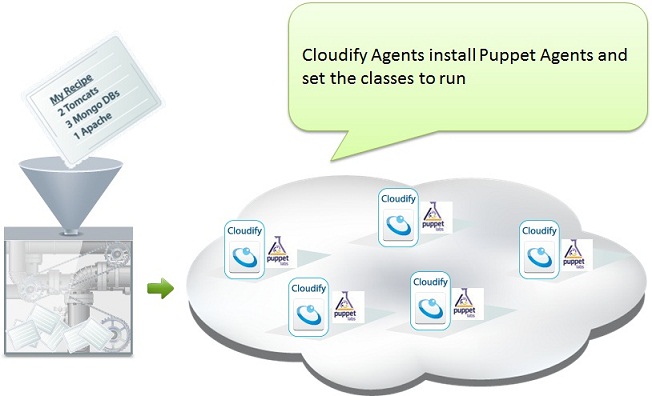 Cloudify Agents install Puppet Agents and
set the classes to run
My Recipe
2 Tomcats
3 Mongo DBs
1 Apache
Cloudify
puppet
labs
Cloudify
puppet
labs
Cloudify
puppet
labs
Cloudify
puppet
labs
Cloudify
puppet
labs